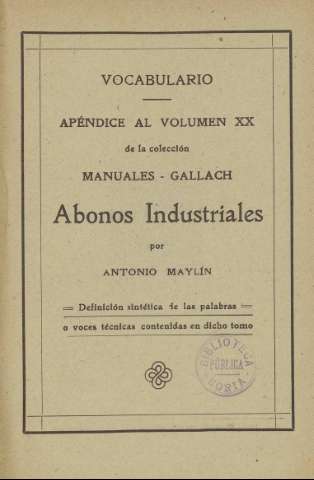 VOCABULARIO
APÉNDICE AL VOLUMEN XX
de la colección
MANUALES - GALLACH
Abonos Industriales
por
ANTONIO MAYLÍN
Definición sintética de las palabras
o voces técnicas contenidas en dicho tomo
BIBLIOTECA
PÚBLICA
SORIA